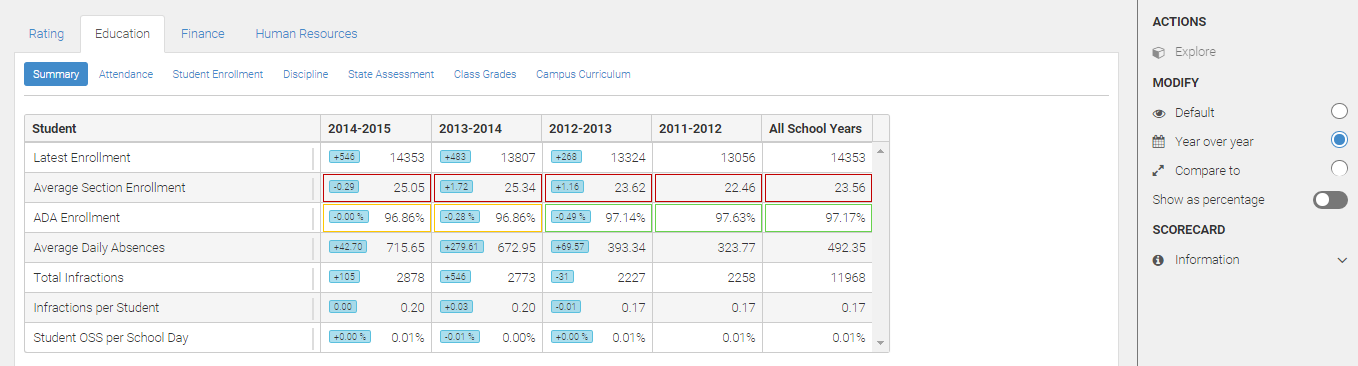 Rating Education Finance Human Resources
Summary Attendance Student Enrollment Discipline State Assessment Class Grades Campus Curriculum
Student 2014-2015 2013-2014 2012-2013 2011-2012 All School Years
Latest Enrollment +546 14353 +483 13807 +268 13324 13056 14353
Average Section Enrollment -0.29 25.05 +1.72 25.34 +1.16 23.62 22.46 23.56
ADA Enrollment -0.00 % 96.86% -0.28 % 96.86% -0.49 % 97.14% 97.63% 97.17%
Average Daily Absences +42.70 715.65 +279.61 672.95 +69.57 393.34 323.77 492.35
Total Infractions +105 2878 +546 2773 -31 2227 2258 11968
Infractions per Student 0.00 0.20 +0.03 0.20 -0.01 0.17 0.17 0.17
Student OSS per School Day +0.00 % 0.01% -0.01 % 0.00% +0.00 % 0.01% 0.01% 0.01%
ACTIONS
Explore
MODIFY
Default
Year over year
Compare to
Show as percentage
SCORECARD
Information